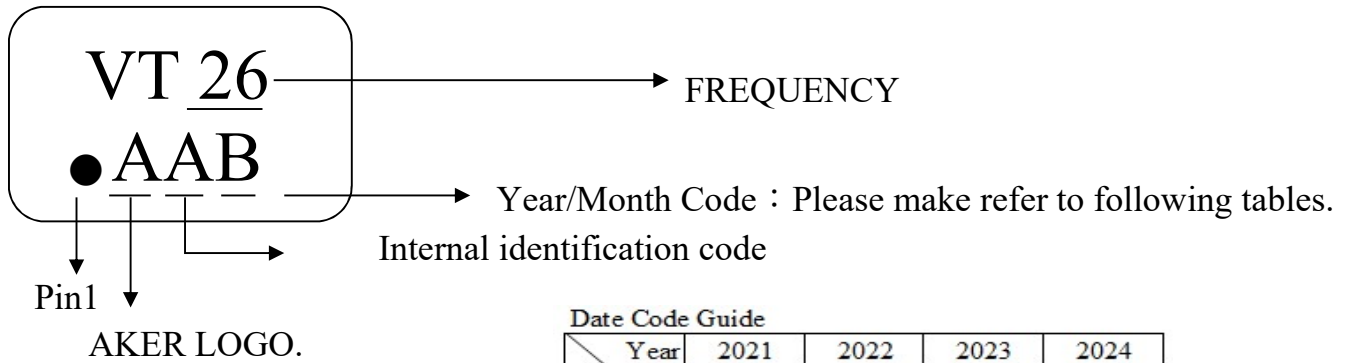 VT 26
FREQUENCY
●AAB
Year/Month Code：Please make refer to following tables.
Internal identification code
Pin1
AKER LOGO.
Date Code Guide
Year 2021 2022 2023 2024